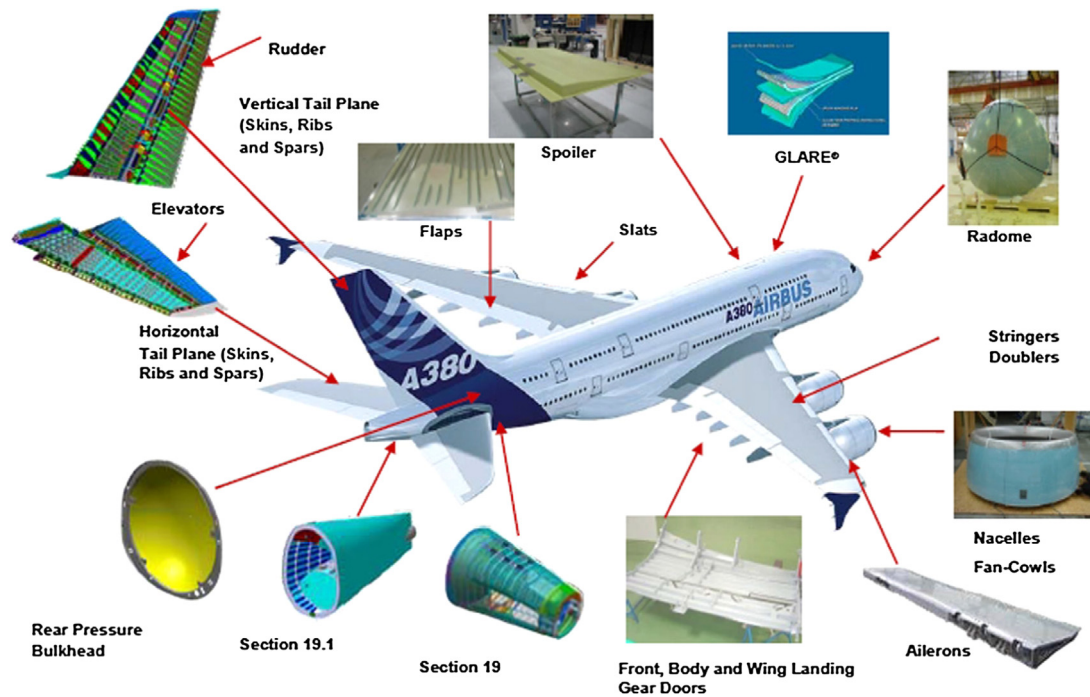 Rudder
Vertical Tail Plane
(Skins, Ribs
and Spars)
Spoiler
GLARE®
Radome
Elevators
Flaps
Slats
Horizontal
Tail Plane (Skins,
Ribs and Spars)
A380
A380 AIRBUS
Stringers
Doublers
Nacelles
Fan-Cowls
Rear Pressure
Bulkhead
Section 19.1
Section 19
Front, Body and Wing Landing
Gear Doors
Ailerons